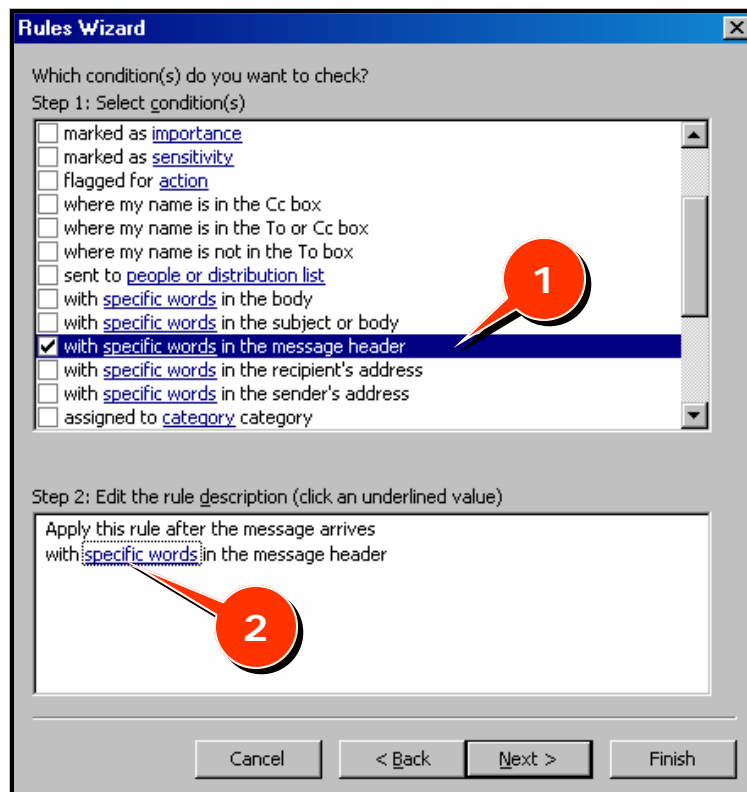 Rules Wizard
Which condition(s) do you want to check?
Step 1: Select condition(s)
marked as importance
marked as sensitivity
flagged for action
where my name is in the Cc box
where my name is in the To or Cc box
where my name is not in the To box
sent to people or distribution list
with specific words in the body
with specific words in the subject or body
with specific words in the message header
with specific words in the recipient's address
with specific words in the sender's address
assigned to category category
1
Step 2: Edit the rule description (click an underlined value)
Apply this rule after the message arrives
with specific words in the message header
2
Cancel < Back Next > Finish